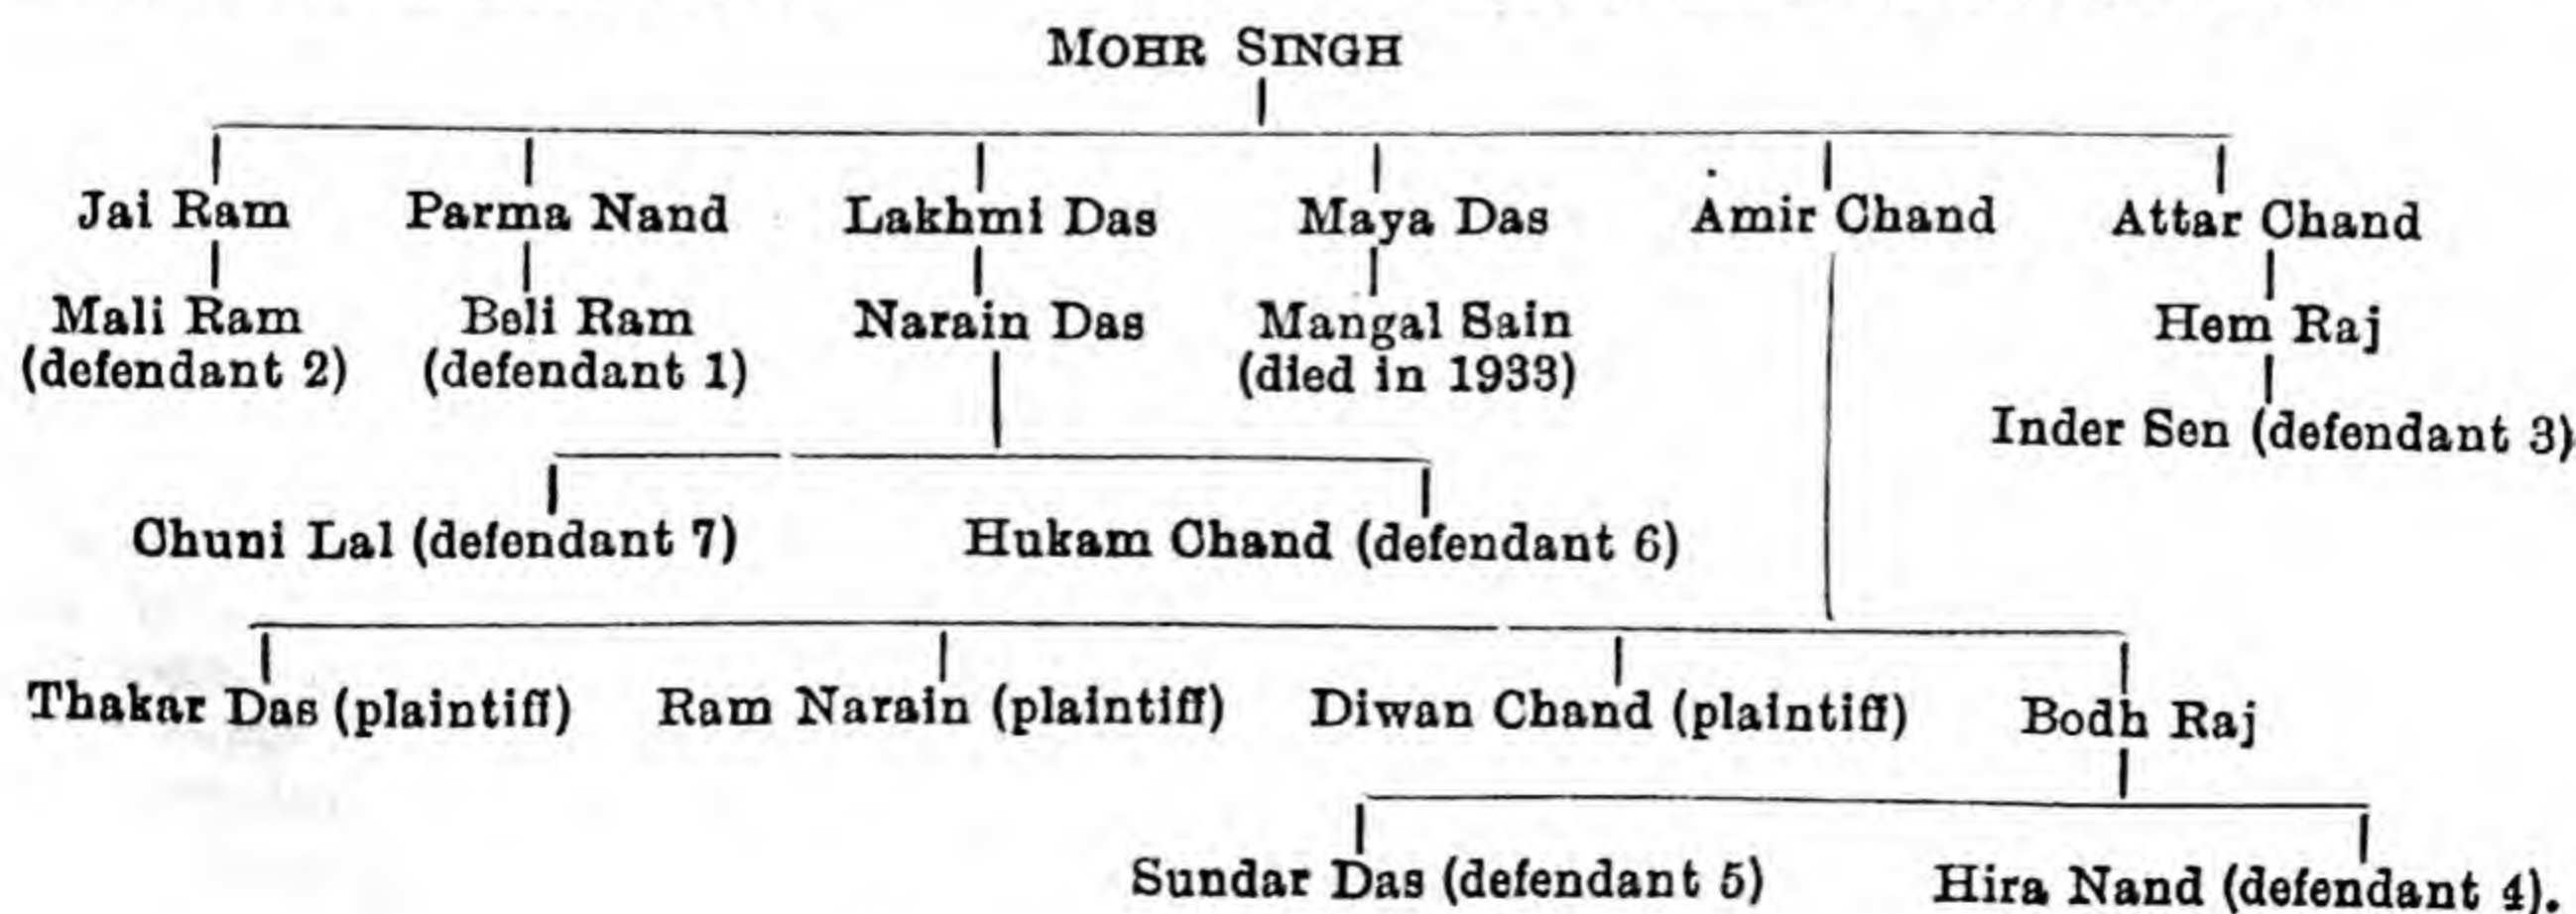 MOHR SINGH
Jai Ram Parma Nand Lakhmi Das Maya Das Amir Chand Attar Chand
Mali Ram Beli Ram Narain Das Mangal Sain Hem Raj
(defendant 2) (defendant 1) (died in 1933)
Inder Sen (defendant 3)
Chuni Lal (defendant 7) Hukam Chand (defendant 6)
Thakar Das (plaintiff) Ram Narain (plaintiff) Diwan Chand (plaintiff) Bodh Raj
Sundar Das (defendant 5) Hira Nand (defendant 4).